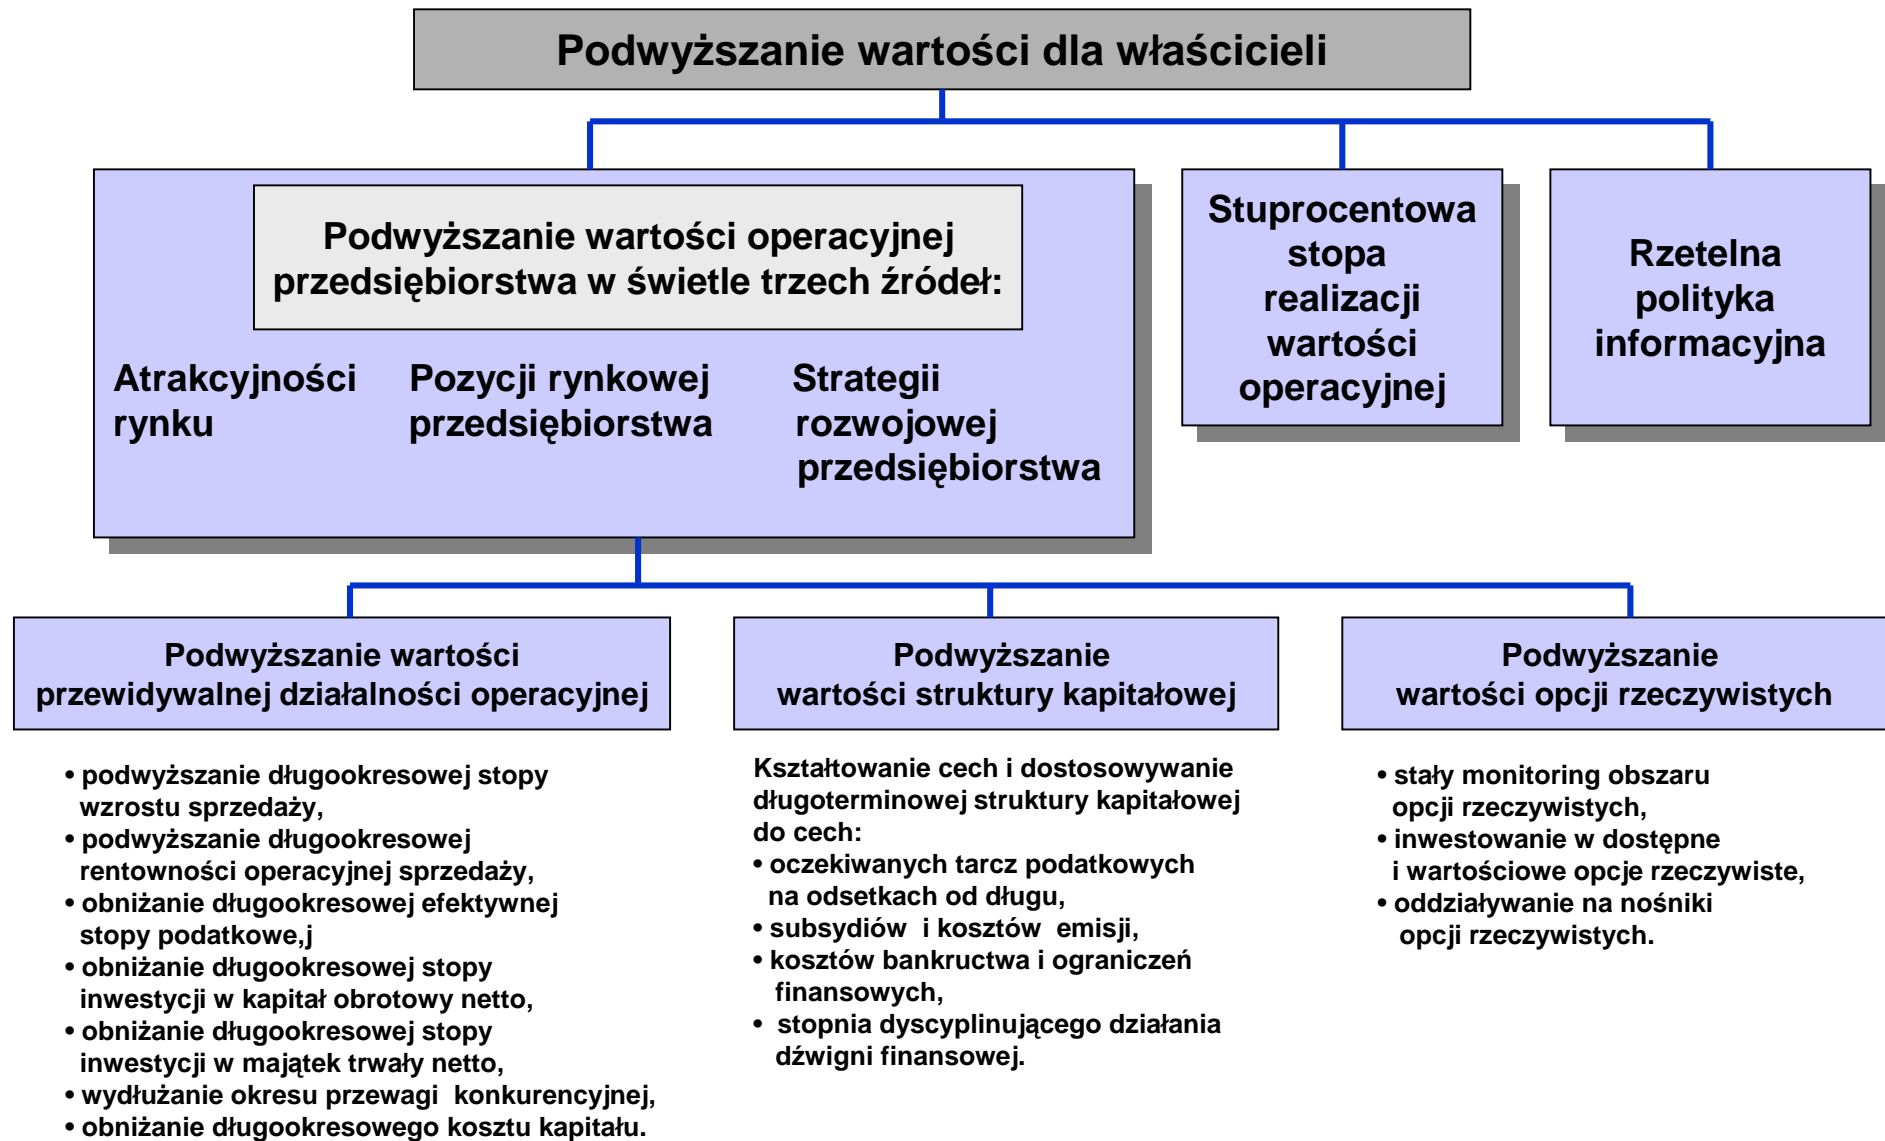 Podwyższanie wartości dla właścicieli
Podwyższanie wartości operacyjnej
przedsiębiorstwa w świetle trzech źródeł:
Atrakcyjności
rynku
Pozycji rynkowej
przedsiębiorstwa
Strategii
rozwojowej
przedsiębiorstwa
Stuprocentowa
stopa
realizacji
wartości
operacyjnej
Rzetelna
polityka
informacyjna
Podwyższanie wartości
przewidywalnej działalności operacyjnej
• podwyższanie długookresowej stopy
wzrostu sprzedaży,
• podwyższanie długookresowej
rentowności operacyjnej sprzedaży,
• obniżanie długookresowej efektywnej
stopy podatkowe,j
• obniżanie długookresowej stopy
inwestycji w kapitał obrotowy netto,
• obniżanie długookresowej stopy
inwestycji w majątek trwały netto,
• wydłużanie okresu przewagi konkurencyjnej,
• obniżanie długookresowego kosztu kapitału.
Podwyższanie
wartości struktury kapitałowej
Kształtowanie cech i dostosowywanie
długoterminowej struktury kapitałowej
do cech:
• oczekiwanych tarcz podatkowych
na odsetkach od długu,
• subsydiów i kosztów emisji,
• kosztów bankructwa i ograniczeń
finansowych,
• stopnia dyscyplinującego działania
dźwigni finansowej.
Podwyższanie
wartości opcji rzeczywistych
• stały monitoring obszaru
opcji rzeczywistych,
• inwestowanie w dostępne
i wartościowe opcje rzeczywiste,
• oddziaływanie na nośniki
opcji rzeczywistych.